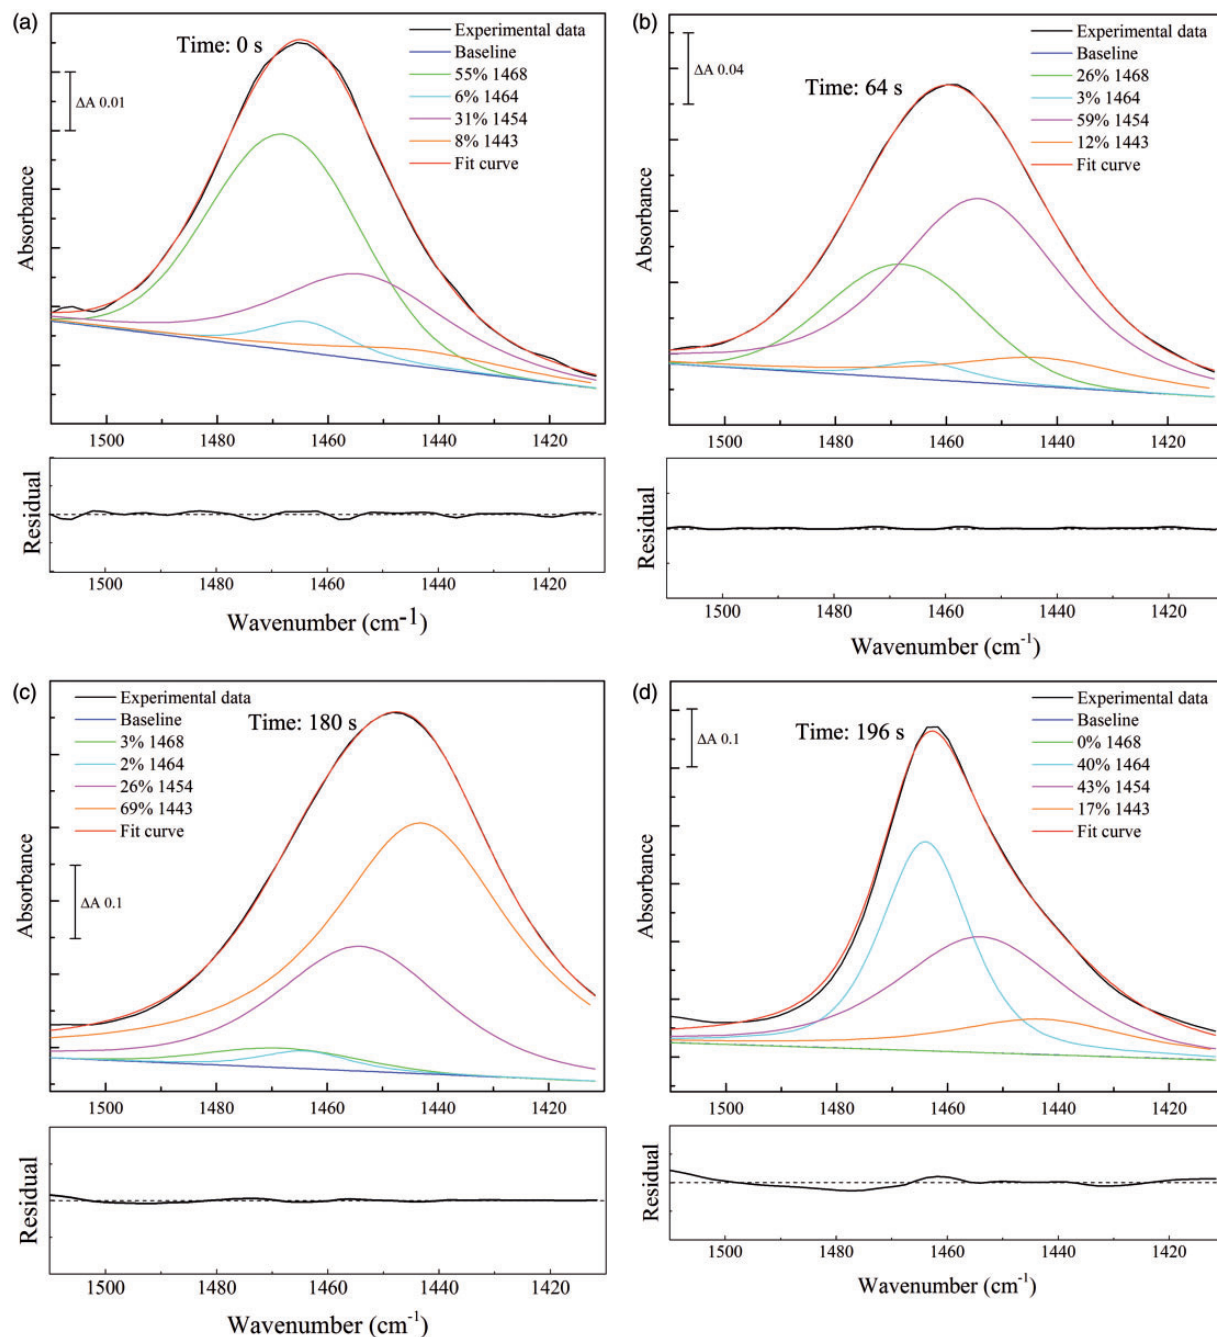 (a)
Time: 0 s
ΔA 0.01
Experimental data
Baseline
55% 1468
6% 1464
31% 1454
8% 1443
Fit curve
Absorbance
1500 1480 1460 1440 1420
Residual
1500 1480 1460 1440 1420
Wavenumber (cm-1)
(b)
Time: 64 s
ΔA 0.04
Experimental data
Baseline
26% 1468
3% 1464
59% 1454
12% 1443
Fit curve
Absorbance
1500 1480 1460 1440 1420
Residual
1500 1480 1460 1440 1420
Wavenumber (cm-1)
(c)
Experimental data
Baseline
3% 1468
2% 1464
26% 1454
69% 1443
Fit curve
Time: 180 s
ΔA 0.1
Absorbance
1500 1480 1460 1440 1420
Residual
1500 1480 1460 1440 1420
Wavenumber (cm-1)
(d)
ΔA 0.1
Time: 196 s
Experimental data
Baseline
0% 1468
40% 1464
43% 1454
17% 1443
Fit curve
Absorbance
1500 1480 1460 1440 1420
Residual
1500 1480 1460 1440 1420
Wavenumber (cm-1)